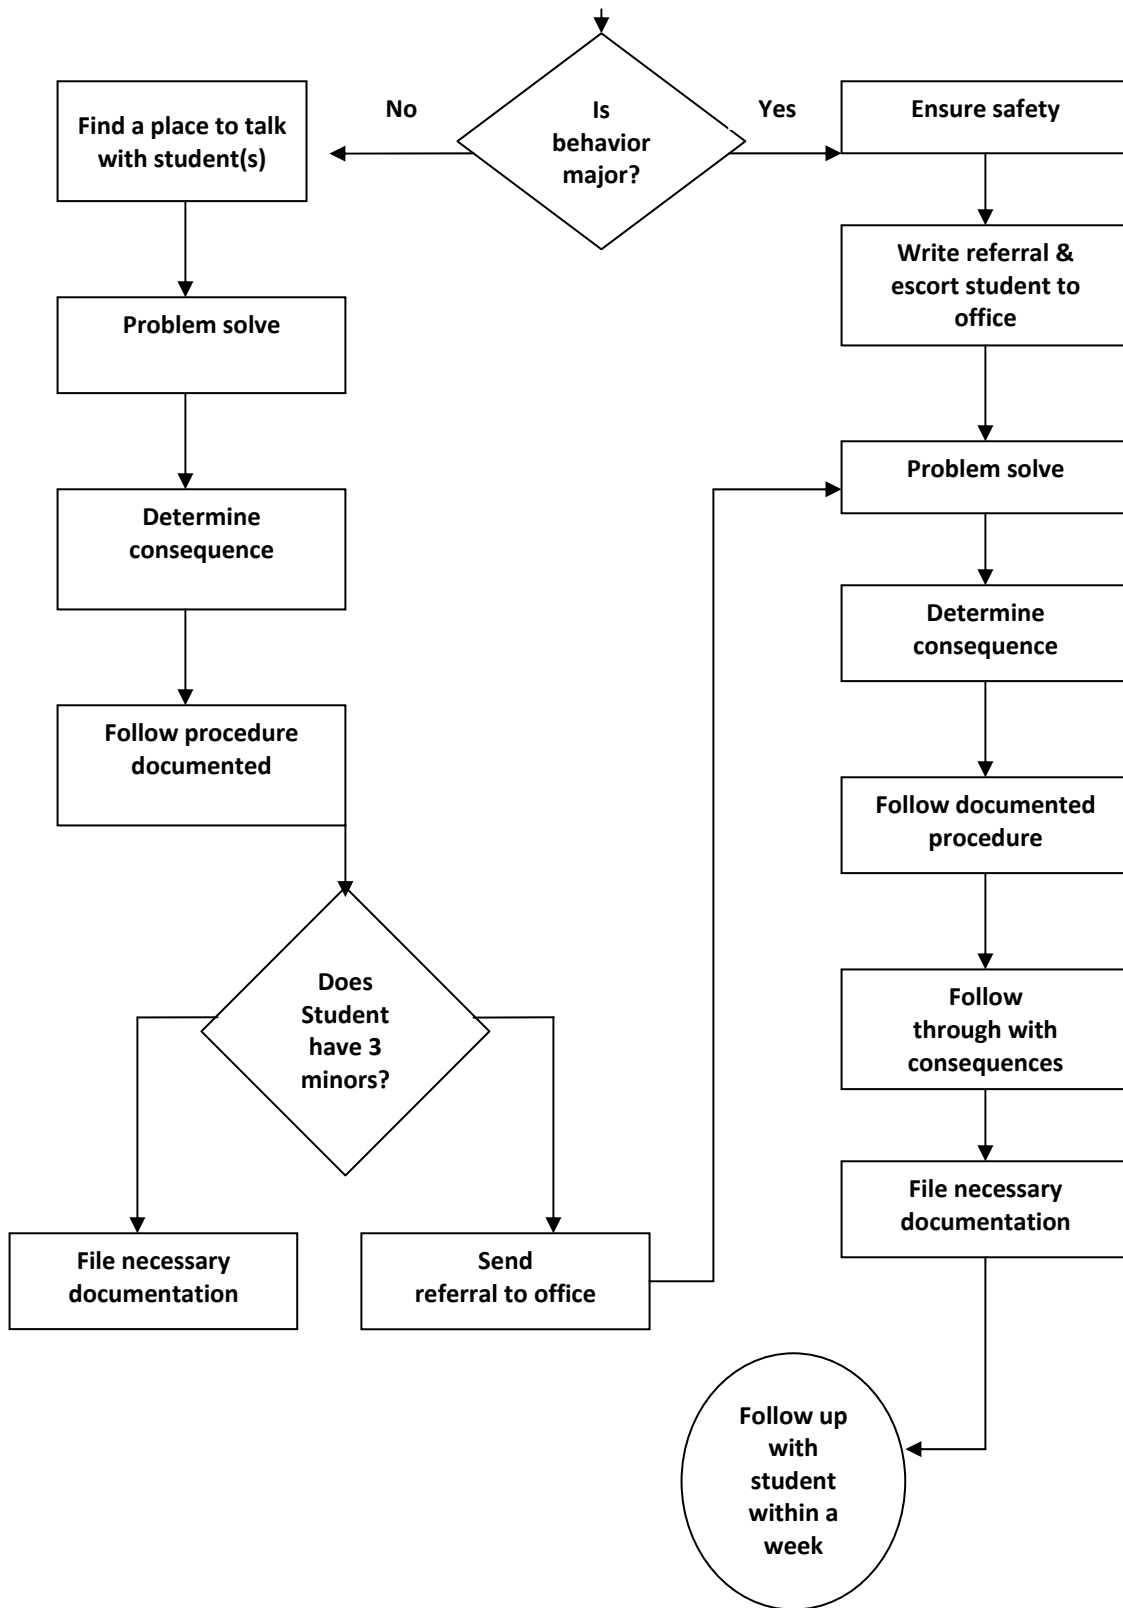 Is
behavior
major?
No
Yes
Find a place to talk
with student(s)
Problem solve
Determine
consequence
Follow procedure
documented
Does
Student
have 3
minors?
File necessary
documentation
Send
referral to office
Ensure safety
Write referral &
escort student to
office
Problem solve
Determine
consequence
Follow documented
procedure
Follow
through with
consequences
File necessary
documentation
Follow up
with
student
within a
week